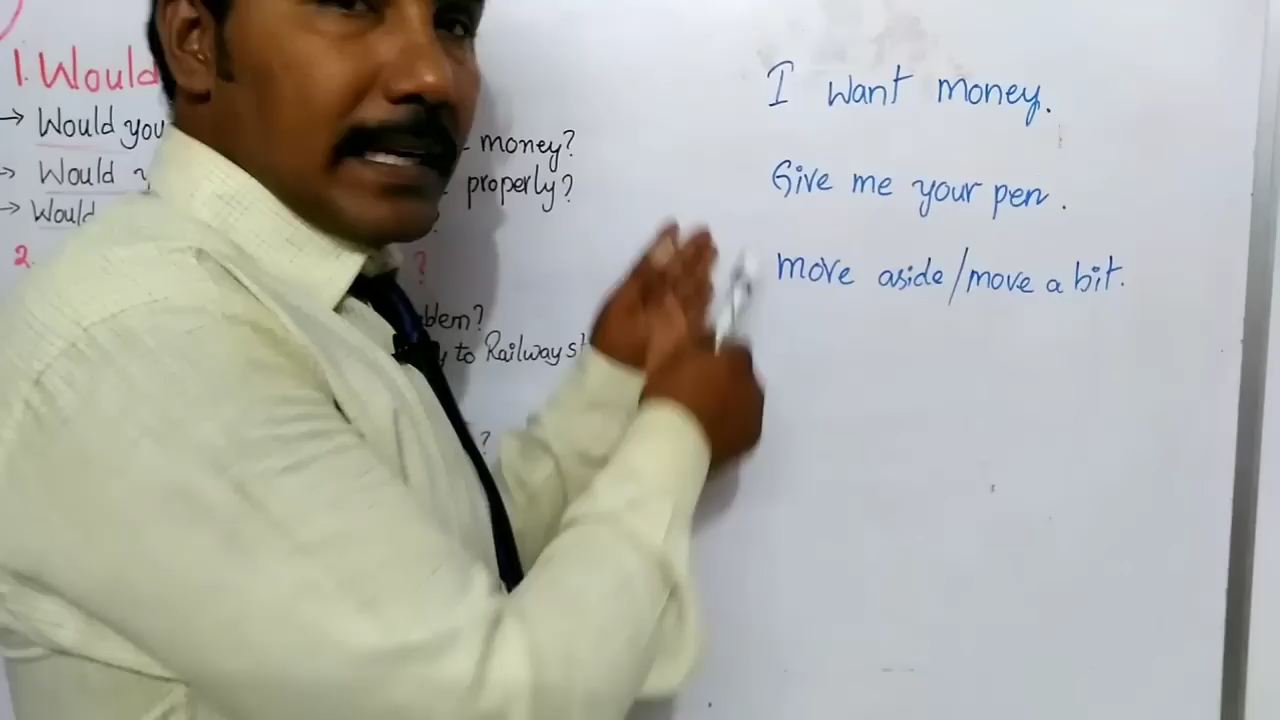 1. Would
→ Would you money?
→ Would properly?
→ Would
2. ?
blem?
to Railway st
?
I want money.
Give me your pen.
move aside/move a bit.